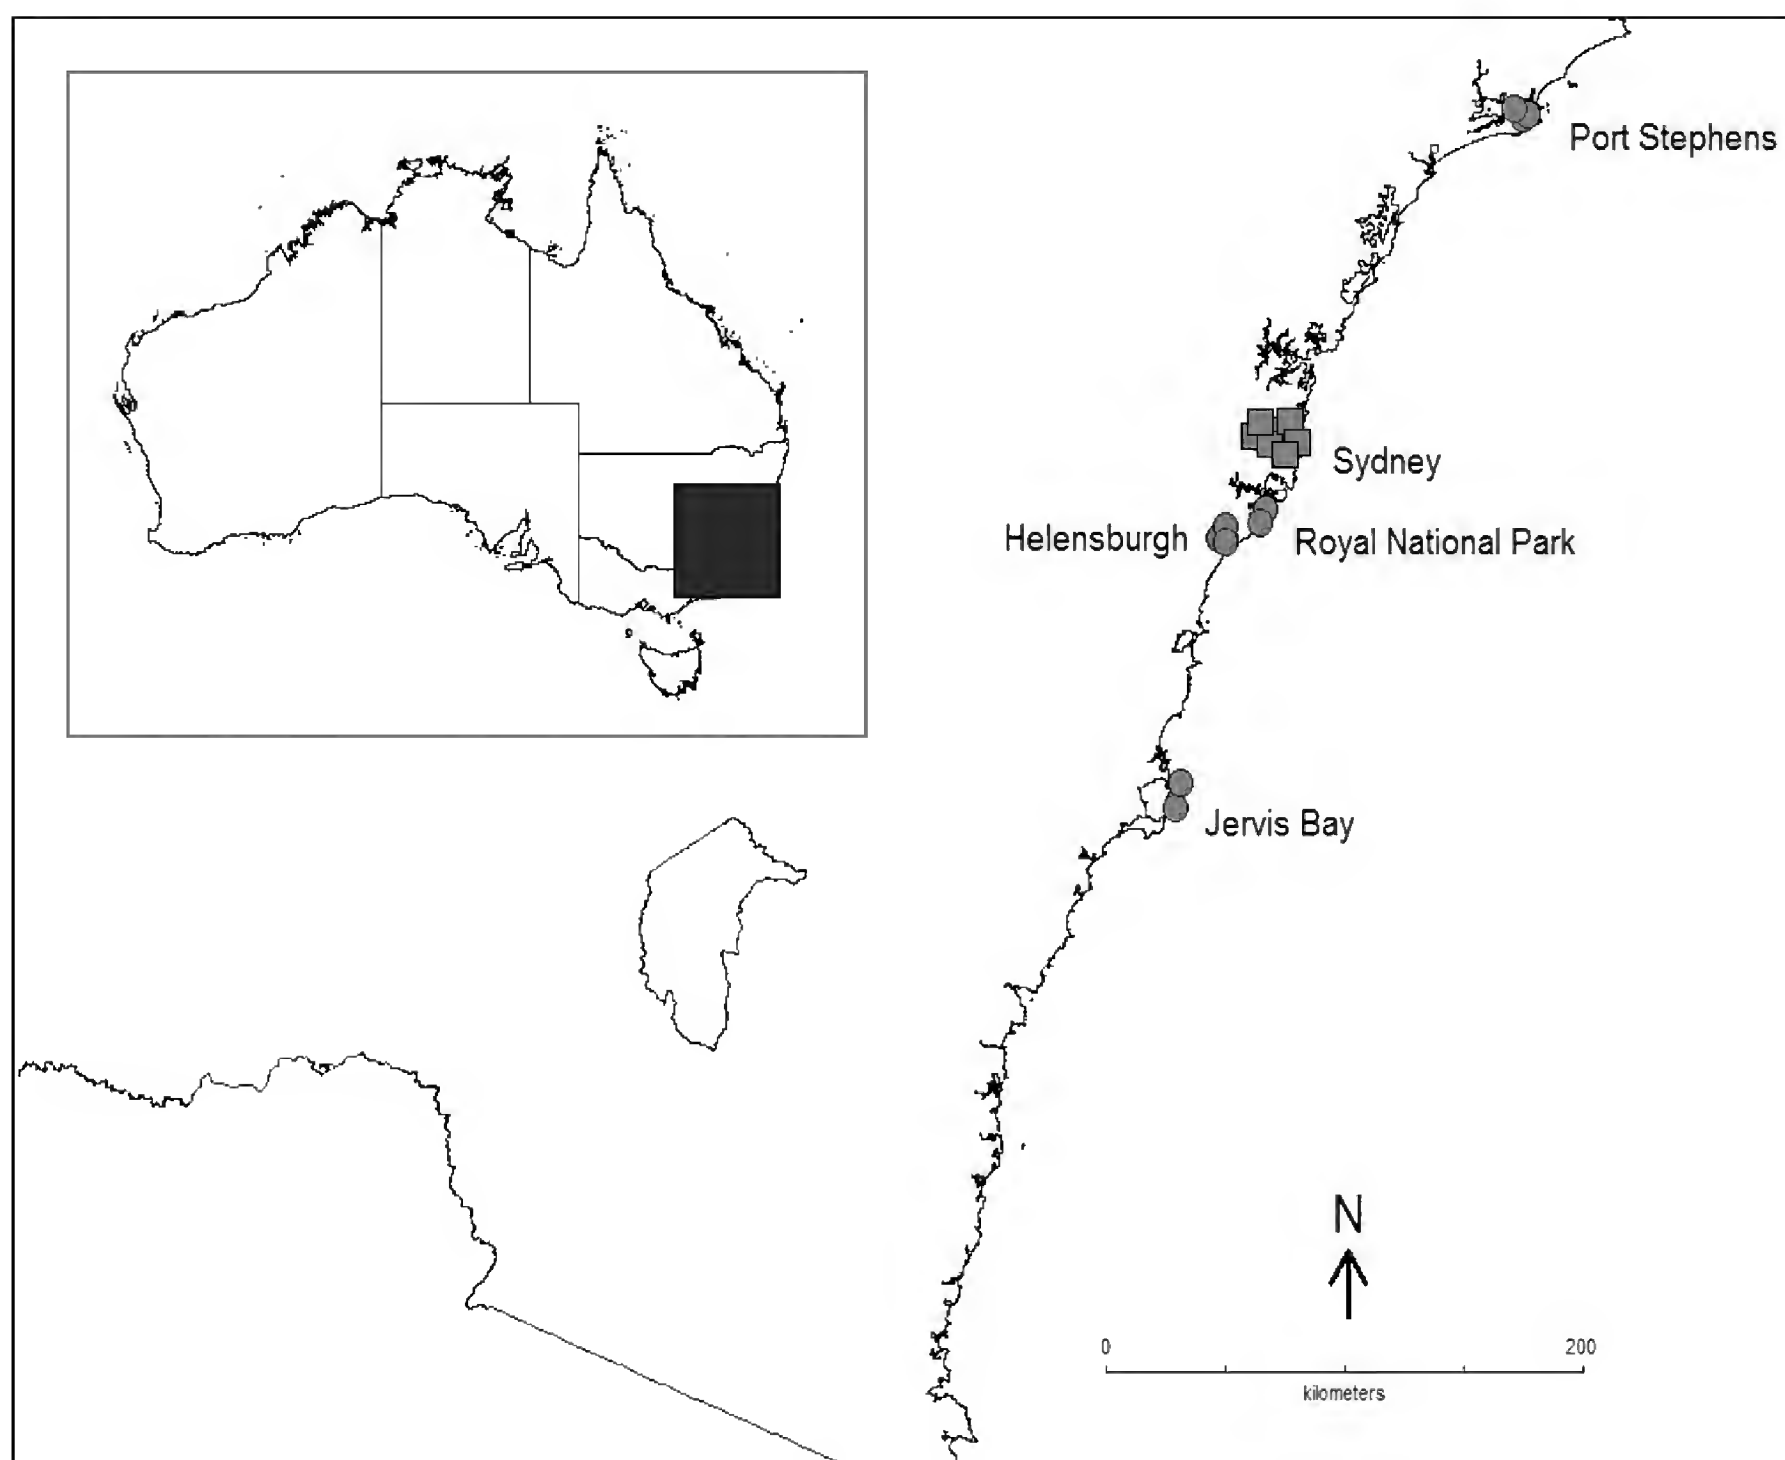 Port Stephens
Sydney
Helensburgh
Royal National Park
Jervis Bay
N
0
200
kilometers